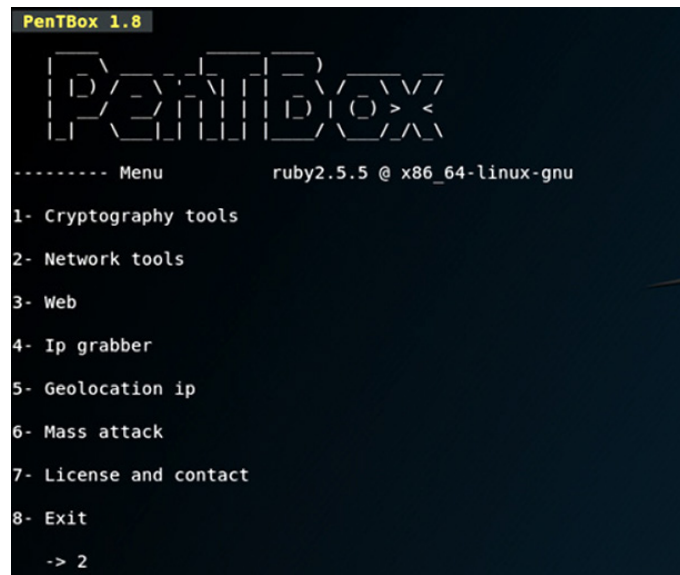 PenTBox 1.8
PenTBox
--------- Menu ruby2.5.5 @ x86_64-linux-gnu
1- Cryptography tools
2- Network tools
3- Web
4- Ip grabber
5- Geolocation ip
6- Mass attack
7- License and contact
8- Exit
-> 2